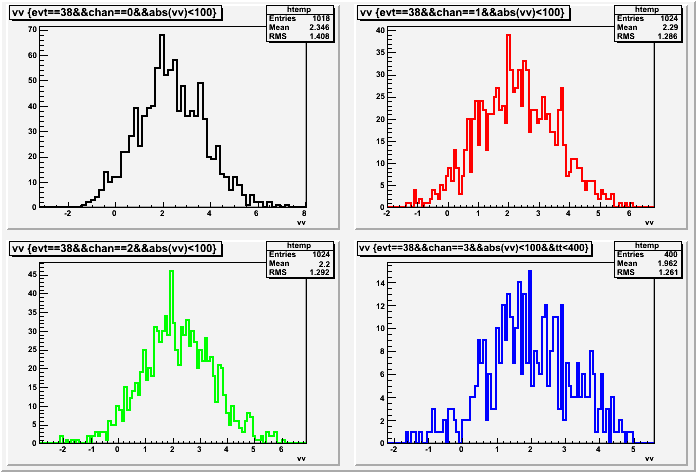 vv {evt==38&&chan==0&&abs(vv)<100}
htemp
Entries 1018
Mean 2.346
RMS 1.408
70
60
50
40
30
20
10
0
-2 0 2 4 6 8
vv
vv {evt==38&&chan==1&&abs(vv)<100}
htemp
Entries 1024
Mean 2.29
RMS 1.286
40
35
30
25
20
15
10
5
0
-2 -1 0 1 2 3 4 5 6
vv
vv {evt==38&&chan==2&&abs(vv)<100}
htemp
Entries 1024
Mean 2.2
RMS 1.292
45
40
35
30
25
20
15
10
5
0
-2 -1 0 1 2 3 4 5 6
vv
vv {evt==38&&chan==3&&abs(vv)<100&&tt<400}
htemp
Entries 400
Mean 1.962
RMS 1.261
14
12
10
8
6
4
2
0
-2 -1 0 1 2 3 4 5
vv